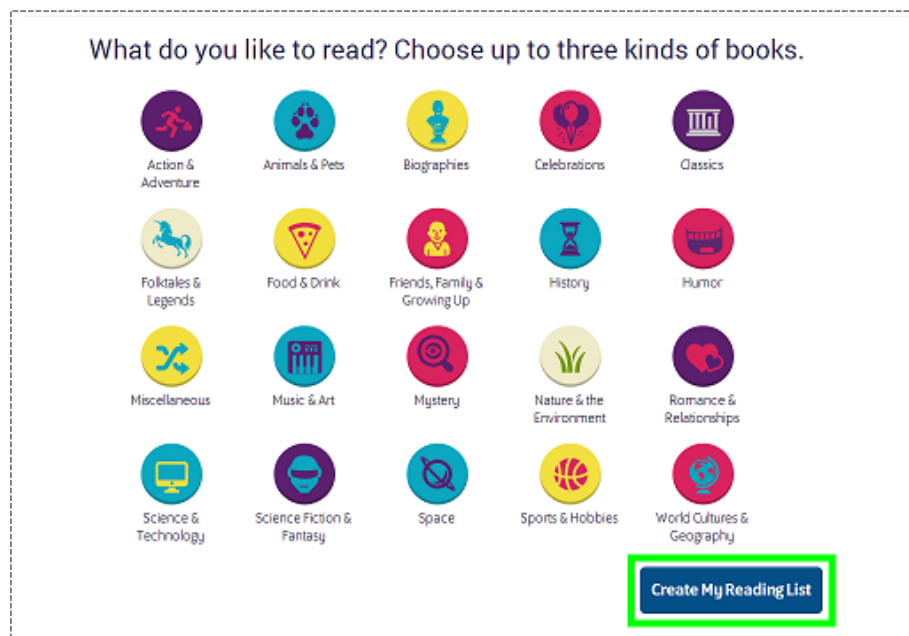 What do you like to read? Choose up to three kinds of books.
Action &
Adventure
Animals & Pets
Biographies
Celebrations
Classics
Folktales &
Legends
Food & Drink
Friends, Family &
Growing Up
History
Humor
Miscellaneous
Music & Art
Mystery
Nature & the
Environment
Romance &
Relationships
Science &
Technology
Science Fiction &
Fantasy
Space
Sports & Hobbies
World Cultures &
Geography
Create My Reading List